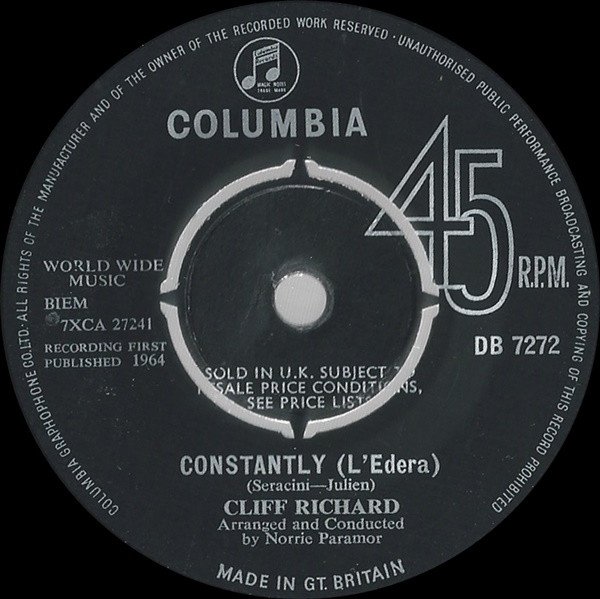 COLUMBIA GRAPHOPHONE CO. LTD. · ALL RIGHTS OF THE MANUFACTURER AND OF THE OWNER OF THE RECORDED WORK RESERVED · UNAUTHORISED PUBLIC PERFORMANCE BROADCASTING AND COPYING OF THIS RECORD PROHIBITED
Columbia
Records
MAGIC NOTES
TRADE MARK
COLUMBIA
45
R.P.M.
WORLD WIDE
MUSIC
BIEM
7XCA 27241
RECORDING FIRST
PUBLISHED 1964
DB 7272
SOLD IN U.K. SUBJECT TO
RESALE PRICE CONDITIONS,
SEE PRICE LISTS
CONSTANTLY (L'Edera)
(Seracini—Julien)
CLIFF RICHARD
Arranged and Conducted
by Norrie Paramor
MADE IN GT. BRITAIN